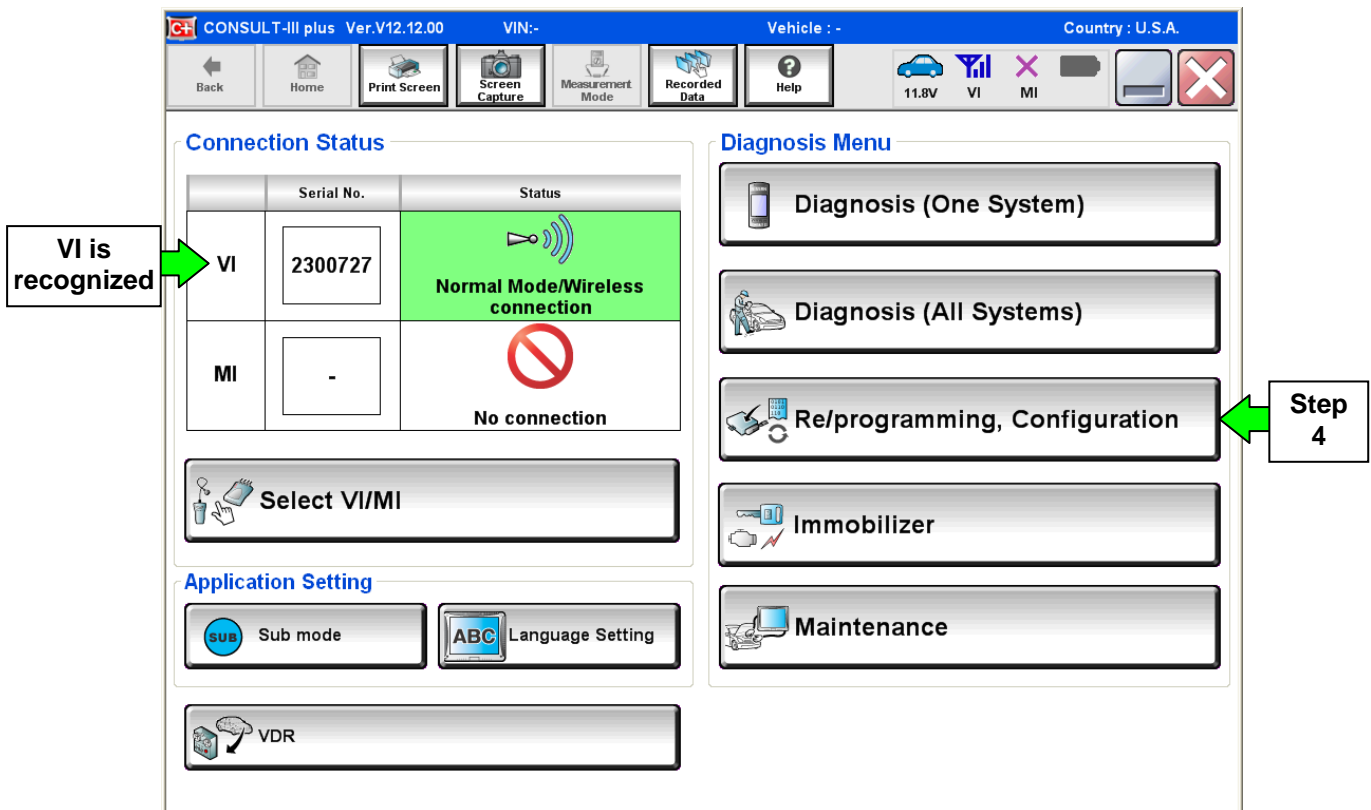 CONSULT-III plus Ver.V12.12.00 VIN:- Vehicle : - Country : U.S.A.
Back
Home
Print Screen
Screen
Capture
Measurement
Mode
Recorded
Data
Help
11.8V
VI
MI
Connection Status
Serial No. Status
VI is
recognized
VI 2300727
Normal Mode/Wireless
connection
MI -
No connection
Select VI/MI
Application Setting
SUB Sub mode
ABC Language Setting
VDR
Diagnosis Menu
Diagnosis (One System)
Diagnosis (All Systems)
Re/programming, Configuration
Step
4
Immobilizer
Maintenance